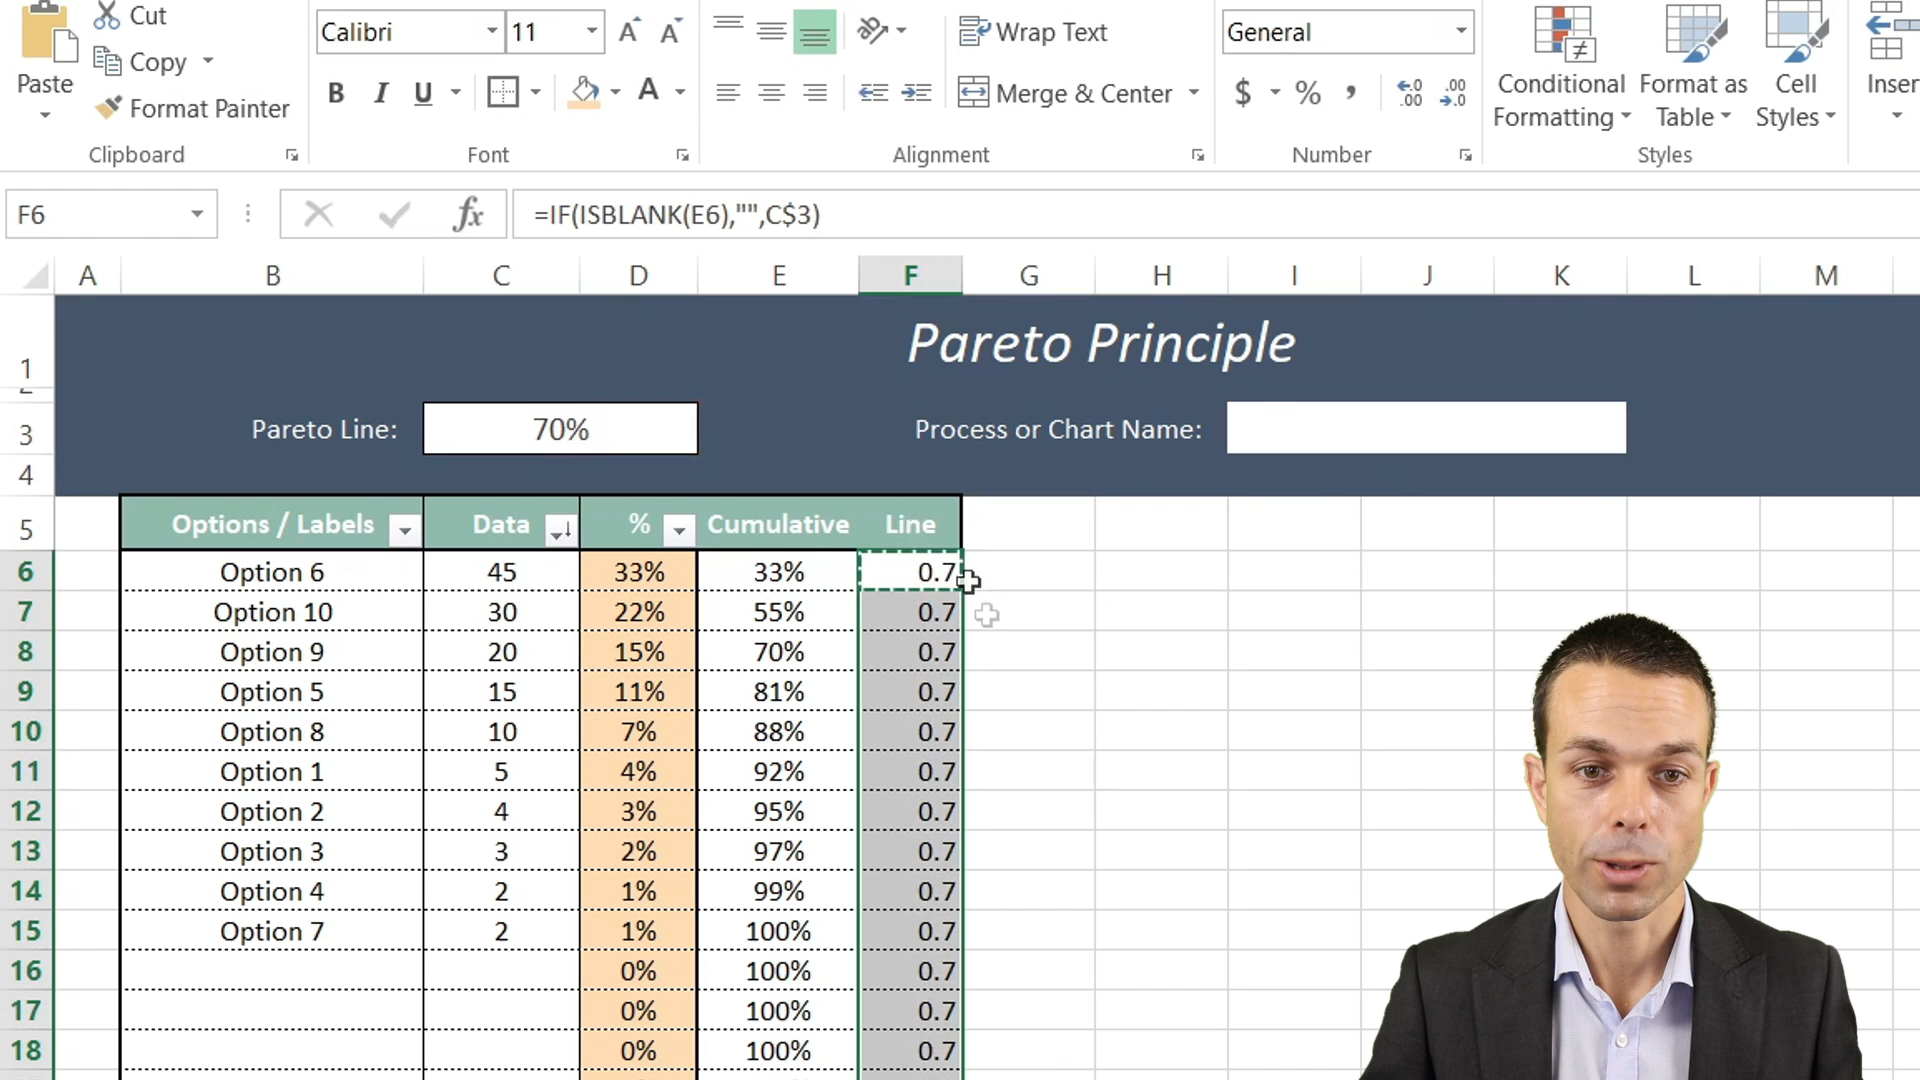 Cut
Copy
Format Painter
Paste
Clipboard
Calibri 11 A A
B I U A
Font
Wrap Text
Merge & Center
Alignment
General
$ % ,
.0 .00
.00 .0
Number
Conditional Formatting
Format as Table
Cell Styles
Styles
Inser
F6 fx =IF(ISBLANK(E6),"",C$3)
A B C D E F G H I J K L M
1 Pareto Principle
2
3 Pareto Line: 70% Process or Chart Name:
4
5 Options / Labels Data % Cumulative Line
6 Option 6 45 33% 33% 0.7
7 Option 10 30 22% 55% 0.7
8 Option 9 20 15% 70% 0.7
9 Option 5 15 11% 81% 0.7
10 Option 8 10 7% 88% 0.7
11 Option 1 5 4% 92% 0.7
12 Option 2 4 3% 95% 0.7
13 Option 3 3 2% 97% 0.7
14 Option 4 2 1% 99% 0.7
15 Option 7 2 1% 100% 0.7
16 0% 100% 0.7
17 0% 100% 0.7
18 0% 100% 0.7